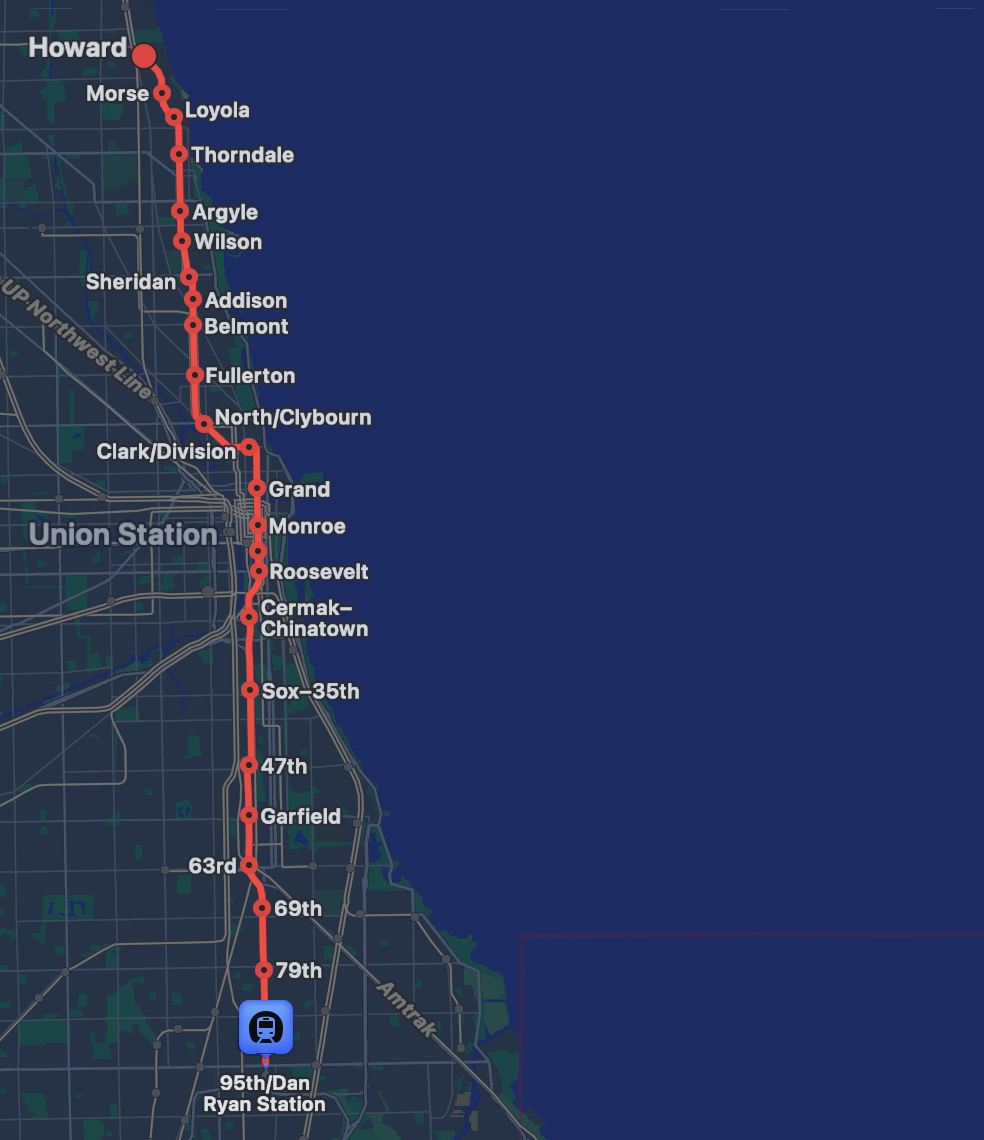 Howard
Morse
Loyola
Thorndale
Argyle
Wilson
Sheridan
Addison
UP Northwest Line
Belmont
Fullerton
North/Clybourn
Clark/Division
Grand
Monroe
Union Station
Roosevelt
Cermak–
Chinatown
Sox–35th
47th
Garfield
63rd
69th
79th
Amtrak
95th/Dan
Ryan Station